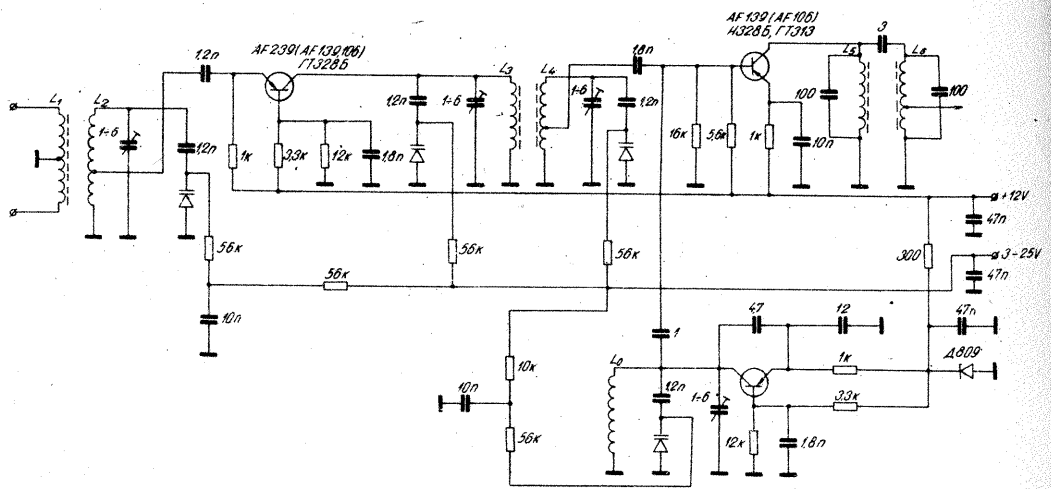 AF139 (AF106)
И328Б, ГТ313
AF239 (AF139,106)
ГТ328Б
1,2п
1,8п
L5
3
L6
L1
L2
1÷6
1,2п
1к
3,3к
12к
1,8п
1,2п
1÷6
L3
L4
1÷6
1,2п
16к
5,6к
1к
10п
100
100
+12V
47п
3÷25V
47п
56к
56к
56к
56к
300
10п
4,7
12
47п
1
10к
L0
1к
Д809
10п
1,2п
1÷6
3,3к
56к
12к
1,8п